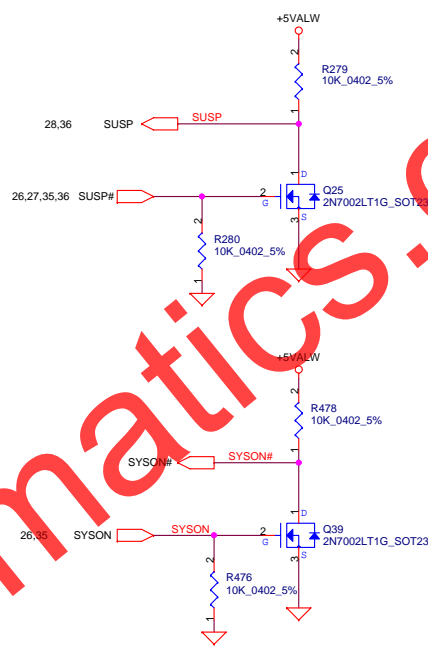 +5VALW
2
R279
10K_0402_5%
1
28,36 SUSP SUSP
1 D
Q25
2N7002LT1G_SOT23
26,27,35,36 SUSP# 2
G
3 S
2
R280
10K_0402_5%
1
+5VALW
2
R478
10K_0402_5%
1
SYSON# SYSON#
1 D
Q39
2N7002LT1G_SOT23
26,35 SYSON SYSON 2
G
3 S
2
R476
10K_0402_5%
1
matics.